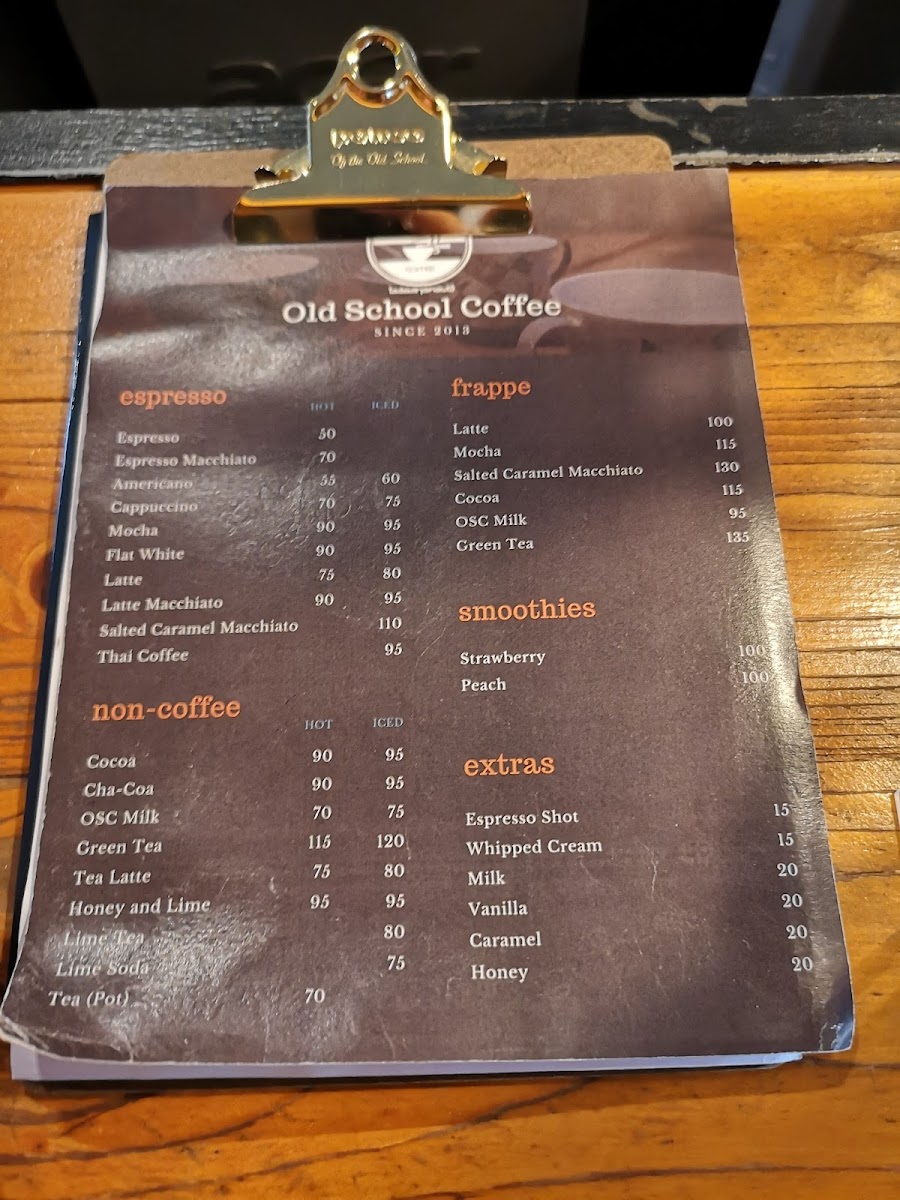 Of the Old School
Old School Coffee
SINCE 2013
espresso
HOT ICED
Espresso 50
Espresso Macchiato 70
Americano 55 60
Cappuccino 70 75
Mocha 90 95
Flat White 90 95
Latte 75 80
Latte Macchiato 90 95
Salted Caramel Macchiato 110
Thai Coffee 95
non-coffee
HOT ICED
Cocoa 90 95
Cha-Coa 90 95
OSC Milk 70 75
Green Tea 115 120
Tea Latte 75 80
Honey and Lime 95 95
Lime Tea 80
Lime Soda 75
Tea (Pot) 70
frappe
Latte 100
Mocha 115
Salted Caramel Macchiato 130
Cocoa 115
OSC Milk 95
Green Tea 135
smoothies
Strawberry 100
Peach 100
extras
Espresso Shot 15
Whipped Cream 15
Milk 20
Vanilla 20
Caramel 20
Honey 20